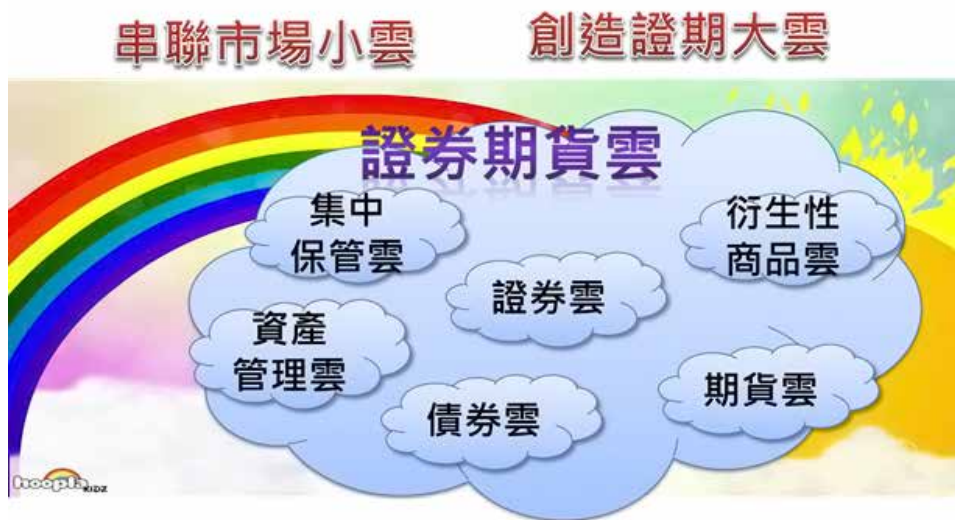 串聯市場小雲 創造證期大雲
證券期貨雲
集中
保管雲
衍生性
商品雲
證券雲
資產
管理雲
債券雲
期貨雲
hoopla KIDZ